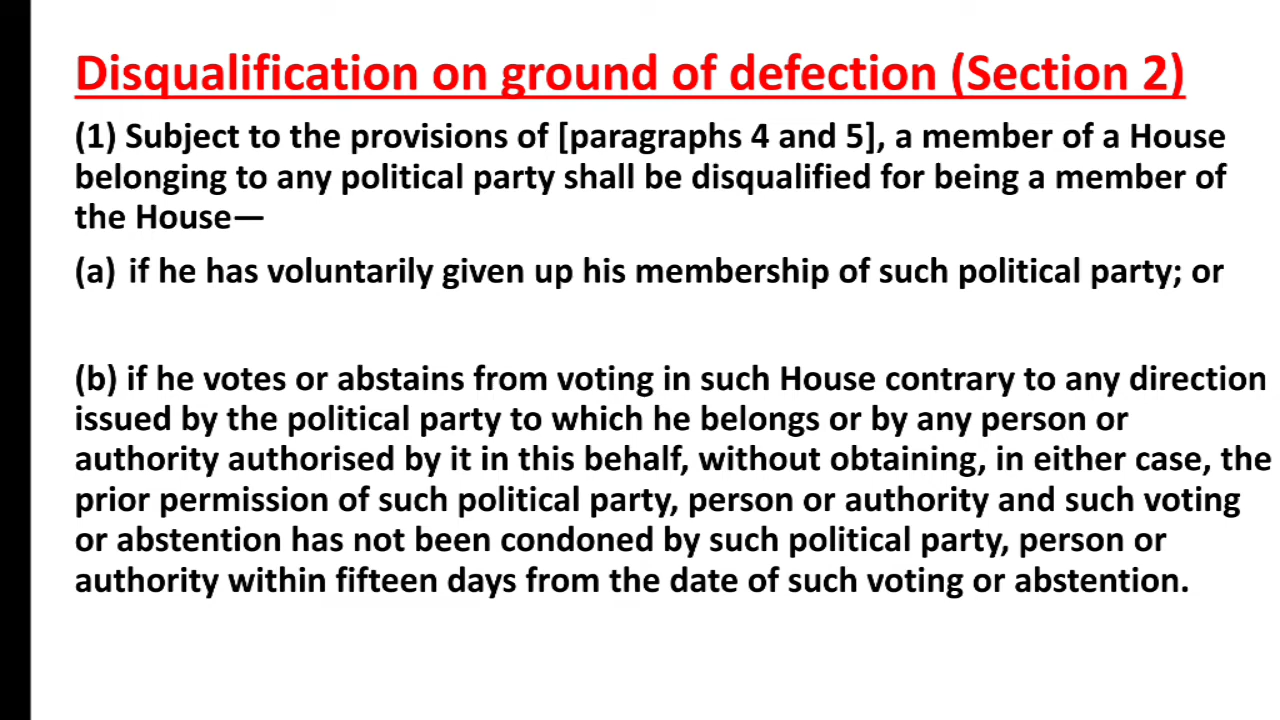 Disqualification on ground of defection (Section 2)
(1) Subject to the provisions of [paragraphs 4 and 5], a member of a House
belonging to any political party shall be disqualified for being a member of
the House—
(a) if he has voluntarily given up his membership of such political party; or
(b) if he votes or abstains from voting in such House contrary to any direction
issued by the political party to which he belongs or by any person or
authority authorised by it in this behalf, without obtaining, in either case, the
prior permission of such political party, person or authority and such voting
or abstention has not been condoned by such political party, person or
authority within fifteen days from the date of such voting or abstention.